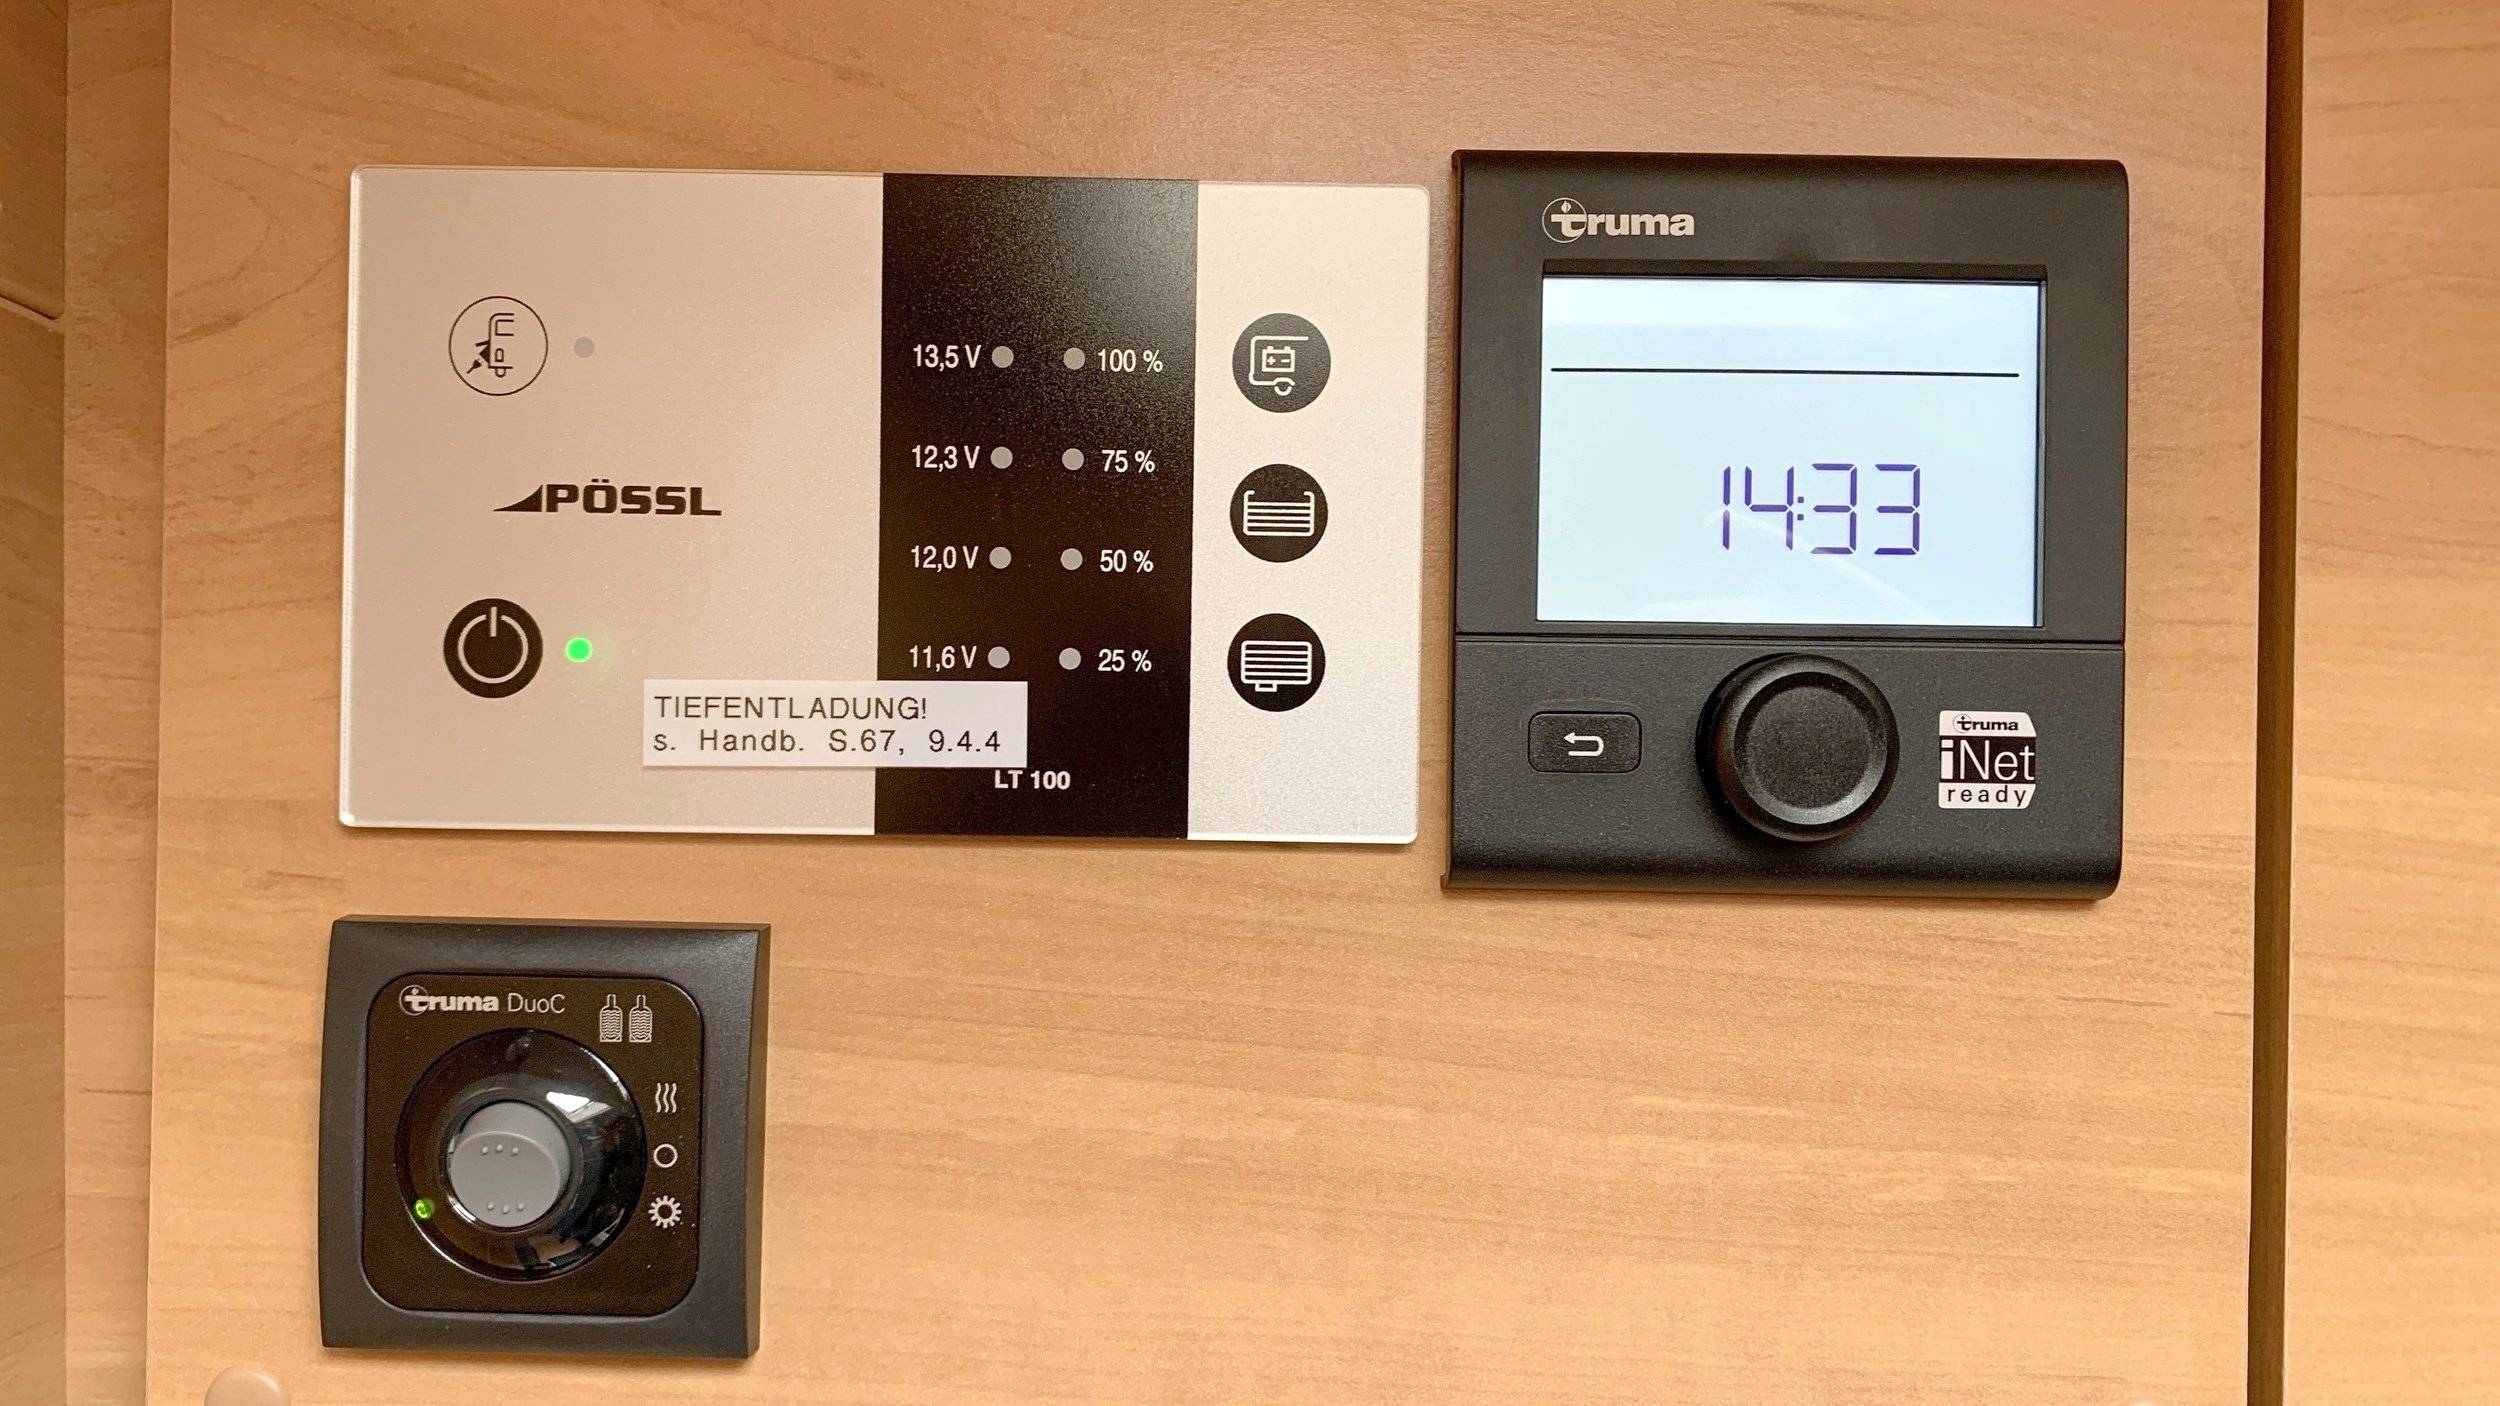 PÖSSL
13,5 V 100 %
12,3 V 75 %
12,0 V 50 %
11,6 V 25 %
TIEFENTLADUNG!
s. Handb. S.67, 9.4.4
LT 100
truma
14:33
truma
iNet
ready
truma DuoC